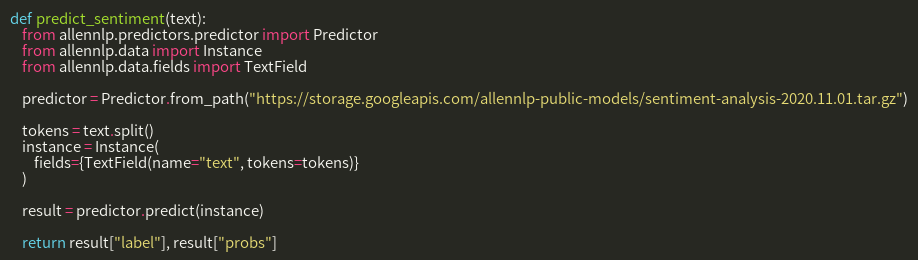 def predict_sentiment(text):
from allennlp.predictors.predictor import Predictor
from allennlp.data import Instance
from allennlp.data.fields import TextField
predictor = Predictor.from_path("https://storage.googleapis.com/allennlp-public-models/sentiment-analysis-2020.11.01.tar.gz")
tokens = text.split()
instance = Instance(
fields={TextField(name="text", tokens=tokens)}
)
result = predictor.predict(instance)
return result["label"], result["probs"]